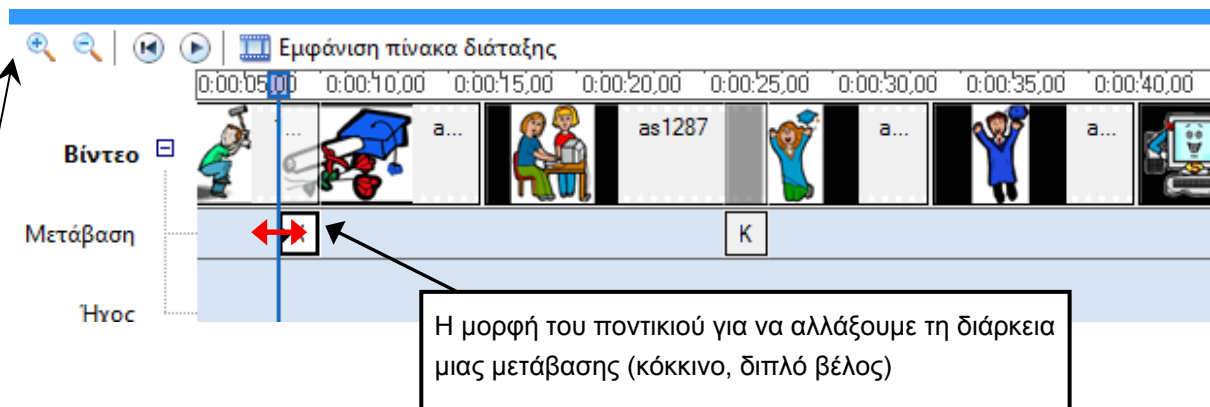 Εμφάνιση πίνακα διάταξης
0:00:05,00 0:00:10,00 0:00:15,00 0:00:20,00 0:00:25,00 0:00:30,00 0:00:35,00 0:00:40,00
Βίντεο a... as1287 a... a...
Μετάβαση K
Ήχος
Η μορφή του ποντικιού για να αλλάξουμε τη διάρκεια
μιας μετάβασης (κόκκινο, διπλό βέλος)